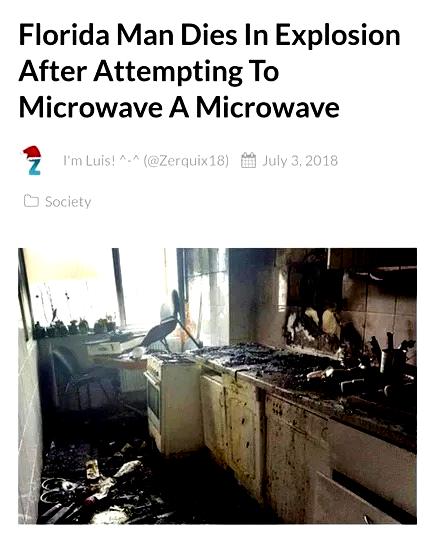 Florida Man Dies In Explosion
After Attempting To
Microwave A Microwave
I'm Luis! ^-^ (@Zerquix18) July 3, 2018
Society